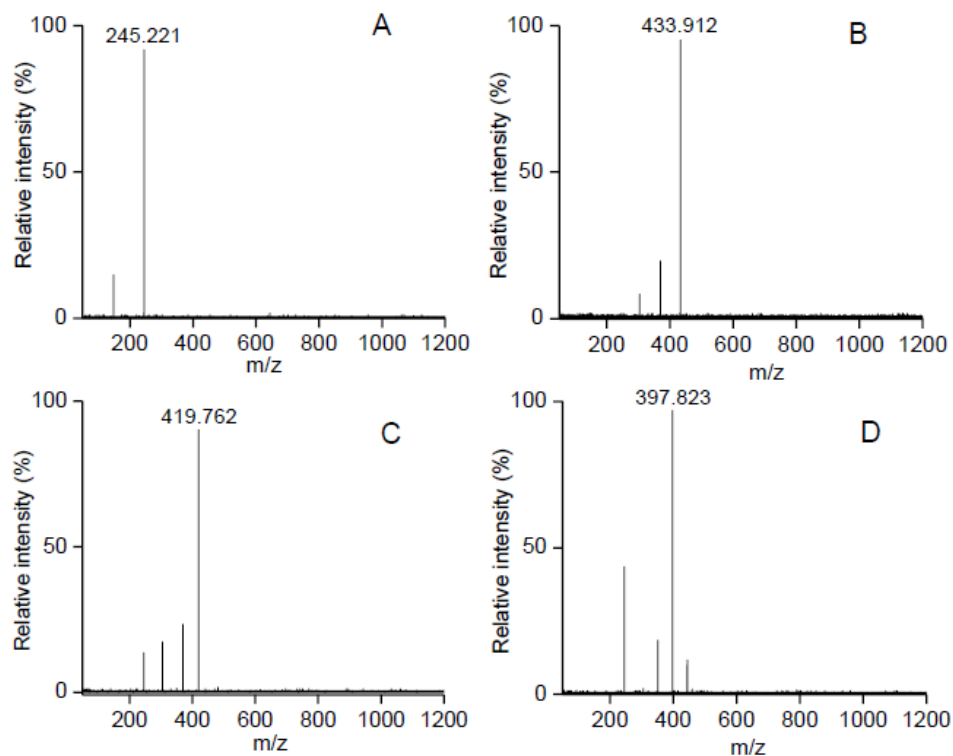 100 A
245.221
Relative intensity (%)
50
0
200 400 600 800 1000 1200
m/z
100 B
433.912
Relative intensity (%)
50
0
200 400 600 800 1000 1200
m/z
100
419.762 C
Relative intensity (%)
50
0
200 400 600 800 1000 1200
m/z
100 397.823
D
Relative intensity (%)
50
0
200 400 600 800 1000 1200
m/z